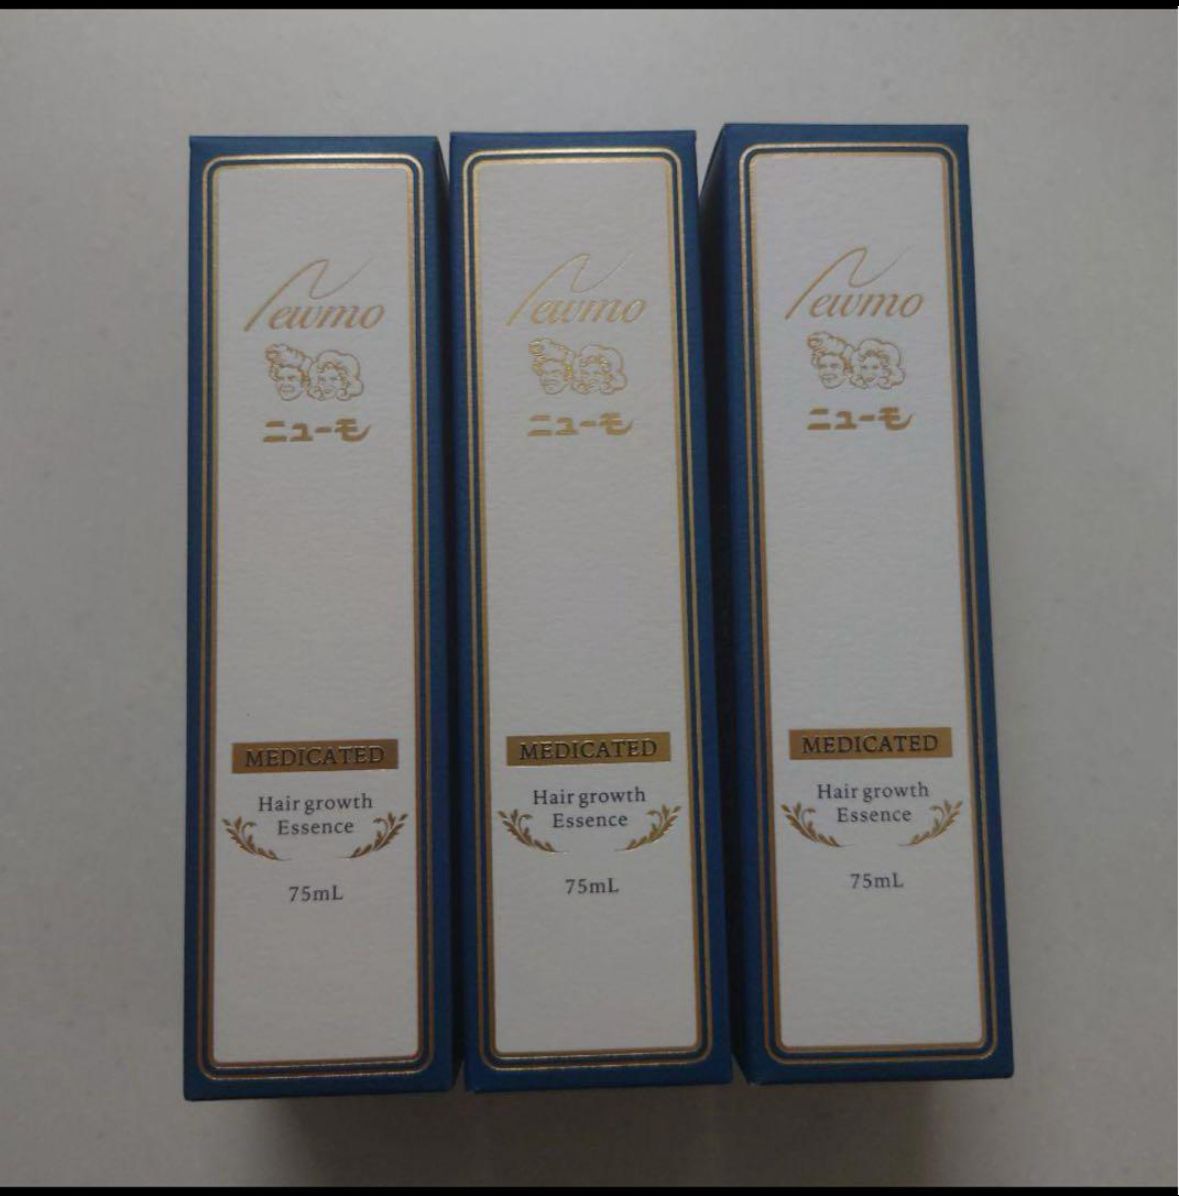 Newmo
ニューモ
MEDICATED
Hair growth
Essence
75mL
Newmo
ニューモ
MEDICATED
Hair growth
Essence
75mL
Newmo
ニューモ
MEDICATED
Hair growth
Essence
75mL